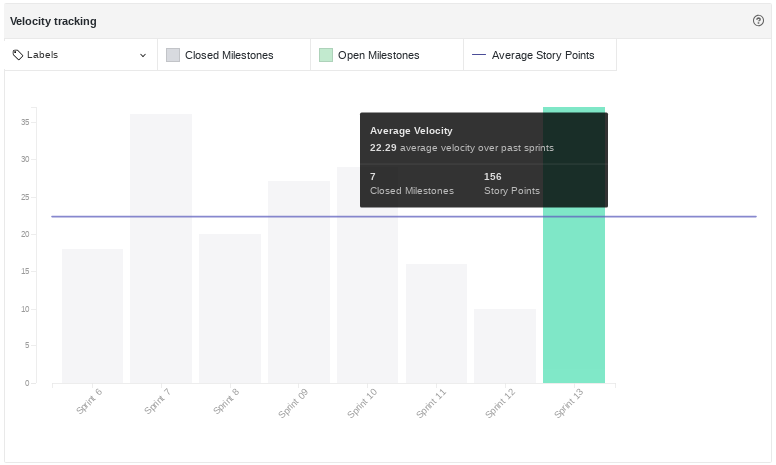 Velocity tracking
Labels
Closed Milestones
Open Milestones
Average Story Points
Average Velocity
22.29 average velocity over past sprints
7
156
Closed Milestones
Story Points
35
30
25
20
15
10
5
0
Sprint 6
Sprint 7
Sprint 8
Sprint 09
Sprint 10
Sprint 11
Sprint 12
Sprint 13